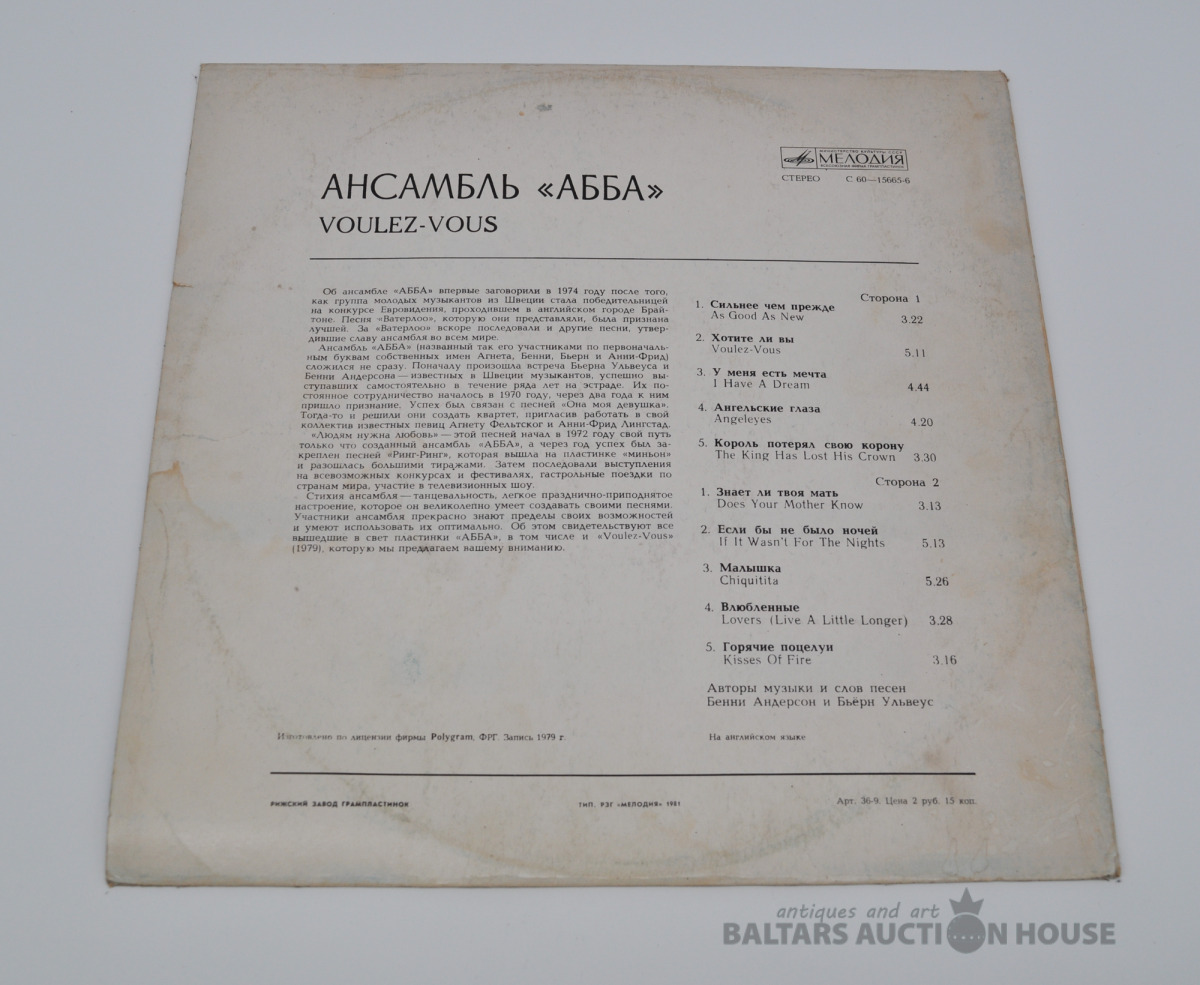 МИНИСТЕРСТВО КУЛЬТУРЫ СССР
МЕЛОДИЯ
ВСЕСОЮЗНАЯ ФИРМА ГРАМПЛАСТИНОК
СТЕРЕО С 60—15665-6
АНСАМБЛЬ «АББА»
VOULEZ-VOUS
Об ансамбле «АББА» впервые заговорили в 1974 году после того,
как группа молодых музыкантов из Швеции стала победительницей
на конкурсе Евровидения, проходившем в английском городе Брай-
тоне. Песня «Ватерлоо», которую они представляли, была признана
лучшей. За «Ватерлоо» вскоре последовали и другие песни, утвер-
дившие славу ансамбля во всем мире.
Ансамбль «АББА» (названный так его участниками по первоначаль-
ным буквам собственных имен Агнета, Бенни, Бьерн и Анни-Фрид)
сложился не сразу. Поначалу произошла встреча Бьерна Ульвеуса и
Бенни Андерсона — известных в Швеции музыкантов, успешно вы-
ступавших самостоятельно в течение ряда лет на эстраде. Их по-
стоянное сотрудничество началось в 1970 году, через два года к ним
пришло признание. Успех был связан с песней «Она моя девушка».
Тогда-то и решили они создать квартет, пригласив работать в свой
коллектив известных певиц Агнету Фельтског и Анни-Фрид Лингстад.
«Людям нужна любовь» — этой песней начал в 1972 году свой путь
только что созданный ансамбль «АББА», а через год успех был за-
креплен песней «Ринг-Ринг», которая вышла на пластинке «миньон»
и разошлась большими тиражами. Затем последовали выступления
на всевозможных конкурсах и фестивалях, гастрольные поездки по
странам мира, участие в телевизионных шоу.
Стихия ансамбля — танцевальность, легкое празднично-приподнятое
настроение, которое он великолепно умеет создавать своими песнями.
Участники ансамбля прекрасно знают пределы своих возможностей
и умеют использовать их оптимально. Об этом свидетельствуют все
вышедшие в свет пластинки «АББА», в том числе и «Voulez-Vous»
(1979), которую мы предлагаем вашему вниманию.
Сторона 1
1. Сильнее чем прежде
As Good As New 3.22
2. Хотите ли вы
Voulez-Vous 5.11
3. У меня есть мечта
I Have A Dream 4.44
4. Ангельские глаза
Angeleyes 4.20
5. Король потерял свою корону
The King Has Lost His Crown 3.30
Сторона 2
1. Знает ли твоя мать
Does Your Mother Know 3.13
2. Если бы не было ночей
If It Wasn't For The Nights 5.13
3. Малышка
Chiquitita 5.26
4. Влюбленные
Lovers (Live A Little Longer) 3.28
5. Горячие поцелуи
Kisses Of Fire 3.16
Авторы музыки и слов песен
Бенни Андерсон и Бьёрн Ульвеус
Изготовлено по лицензии фирмы Polygram, ФРГ. Запись 1979 г.
На английском языке
РИЖСКИЙ ЗАВОД ГРАМПЛАСТИНОК
ТИП. РЗГ «МЕЛОДИЯ» 1981
Арт. 36-9. Цена 2 руб. 15 коп.
antiques and art
BALTARS AUCTION HOUSE